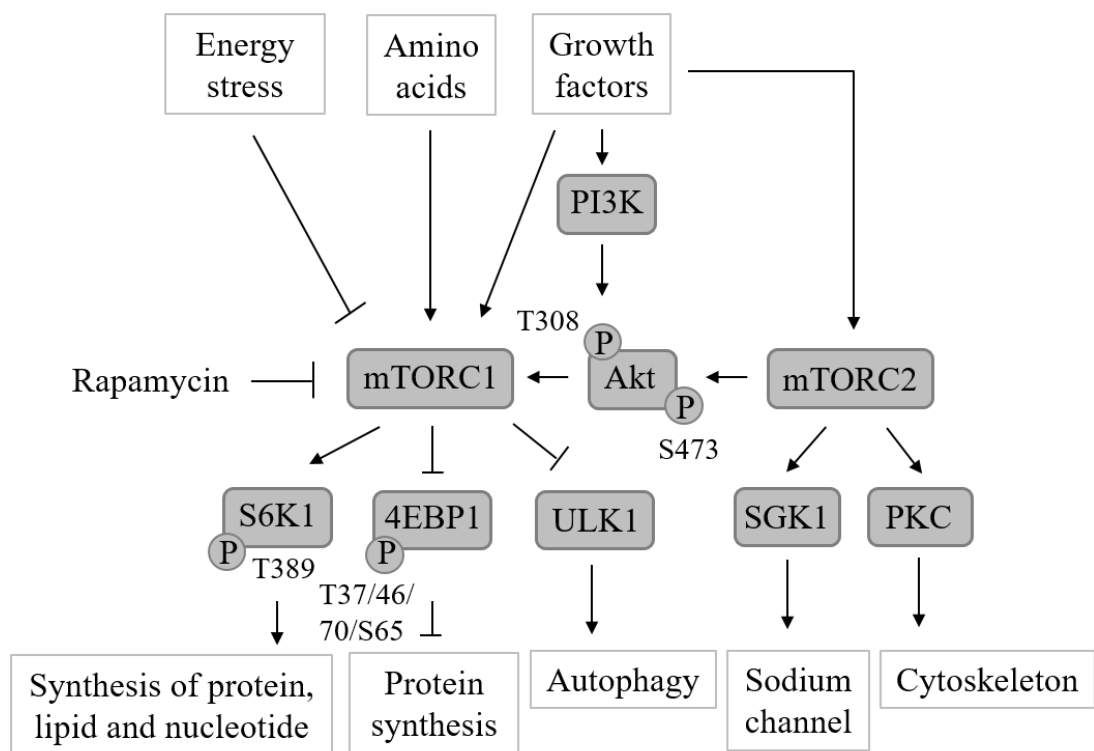 Energy
stress
Amino
acids
Growth
factors
PI3K
T308
P
Rapamycin
mTORC1
Akt
mTORC2
P
S473
S6K1
4EBP1
ULK1
SGK1
PKC
P
T389
P
T37/46/
70/S65
Synthesis of protein,
lipid and nucleotide
Protein
synthesis
Autophagy
Sodium
channel
Cytoskeleton